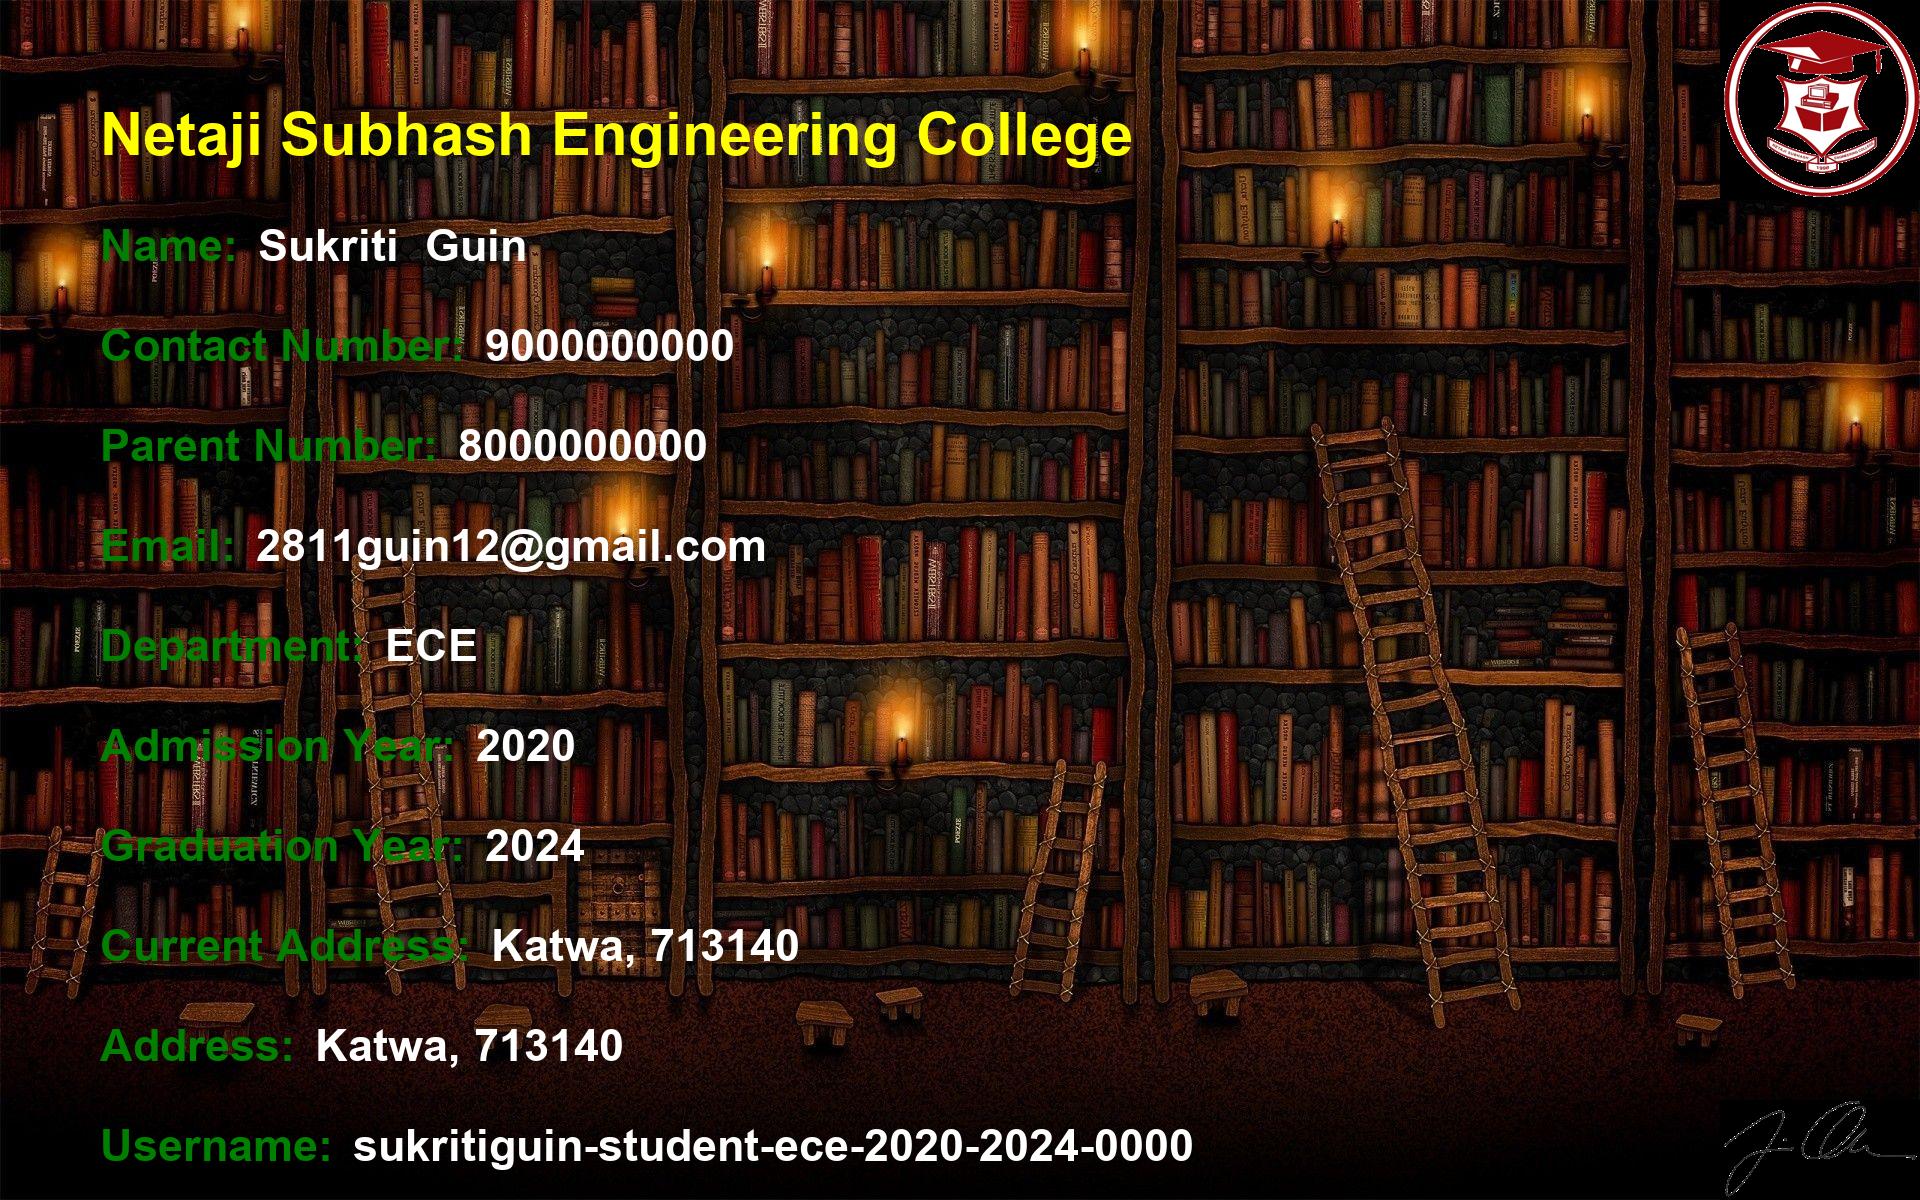 Netaji Subhash Engineering College
Name: Sukriti Guin
Contact Number: 9000000000
Parent Number: 8000000000
Email: 2811guin12@gmail.com
Department: ECE
Admission Year: 2020
Graduation Year: 2024
Current Address: Katwa, 713140
Address: Katwa, 713140
Username: sukritiguin-student-ece-2020-2024-0000